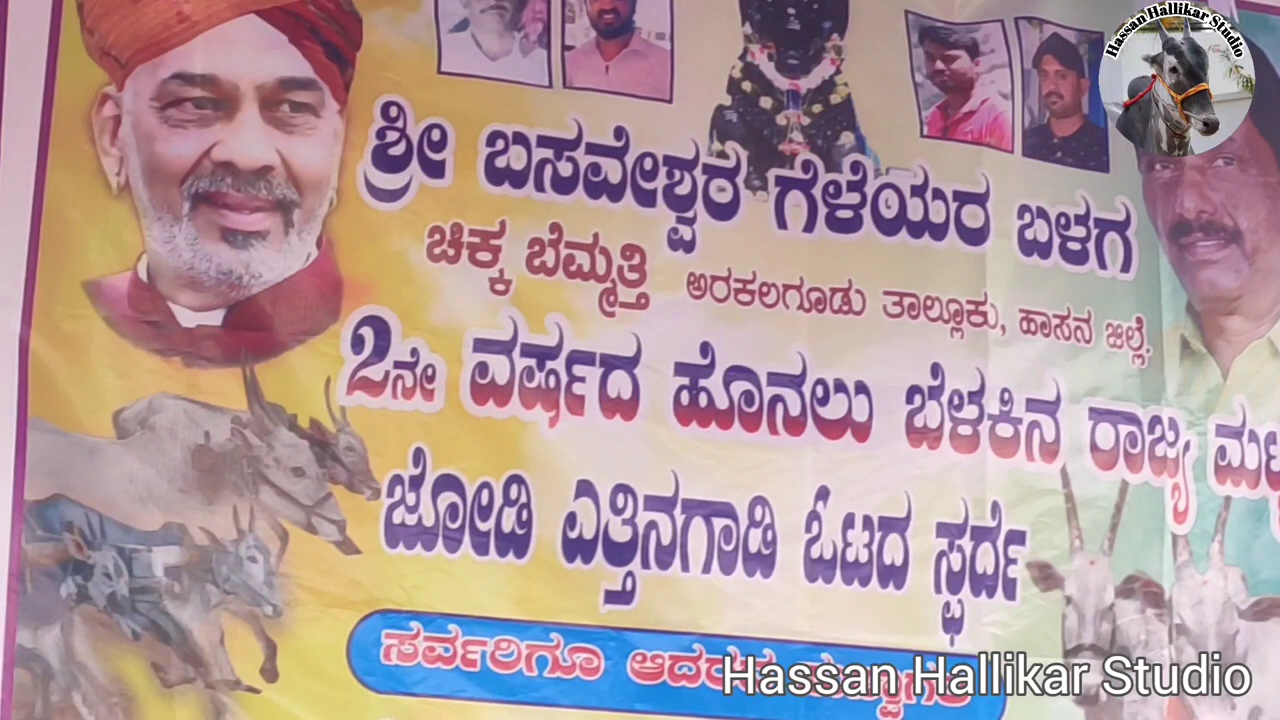 Hassan Hallikar Studio
ಶ್ರೀ ಬಸವೇಶ್ವರ ಗೆಳೆಯರ ಬಳಗ
ಚಿಕ್ಕ ಬೆಮ್ಮತ್ತಿ ಅರಕಲಗೂಡು ತಾಲ್ಲೂಕು, ಹಾಸನ ಜಿಲ್ಲೆ.
2ನೇ ವರ್ಷದ ಹೊನಲು ಬೆಳಕಿನ ರಾಜ್ಯ
ಜೋಡಿ ಎತ್ತಿನಗಾಡಿ ಓಟದ ಸ್ಪರ್ದೆ
ಸರ್ವರಿಗೂ
Hassan Hallikar Studio